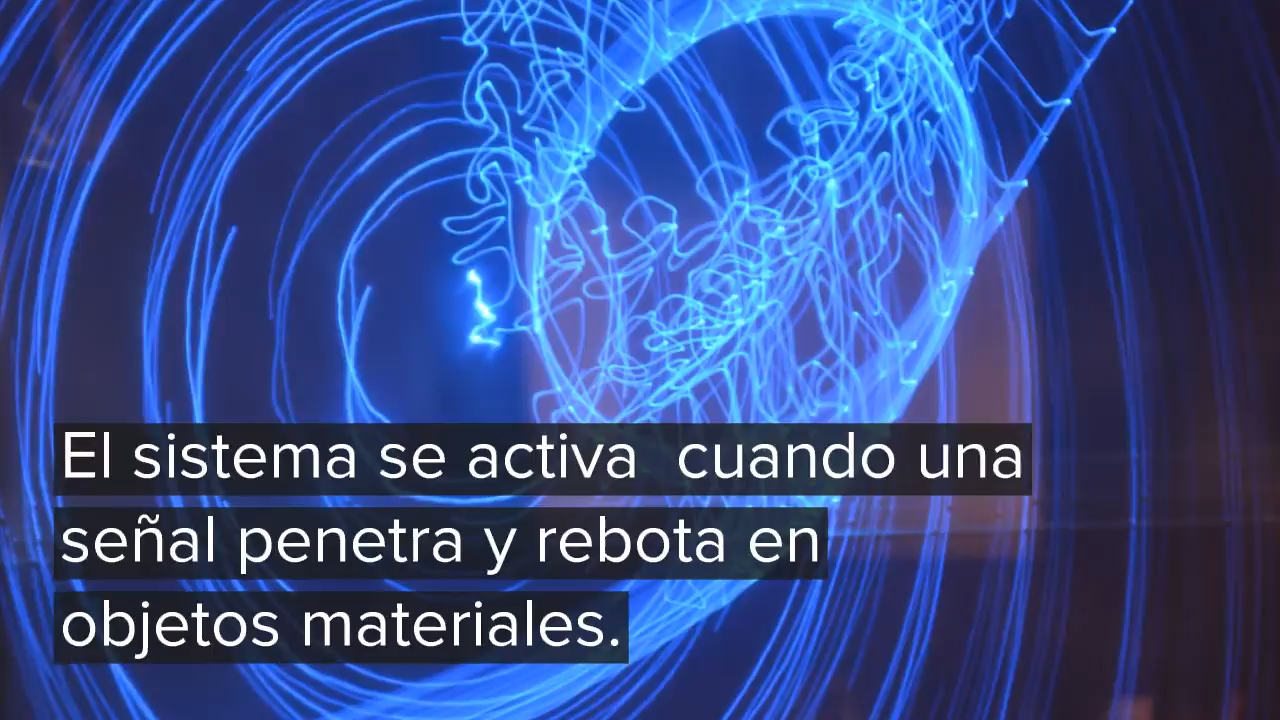 El sistema se activa  cuando una
señal penetra y rebota en
objetos materiales.